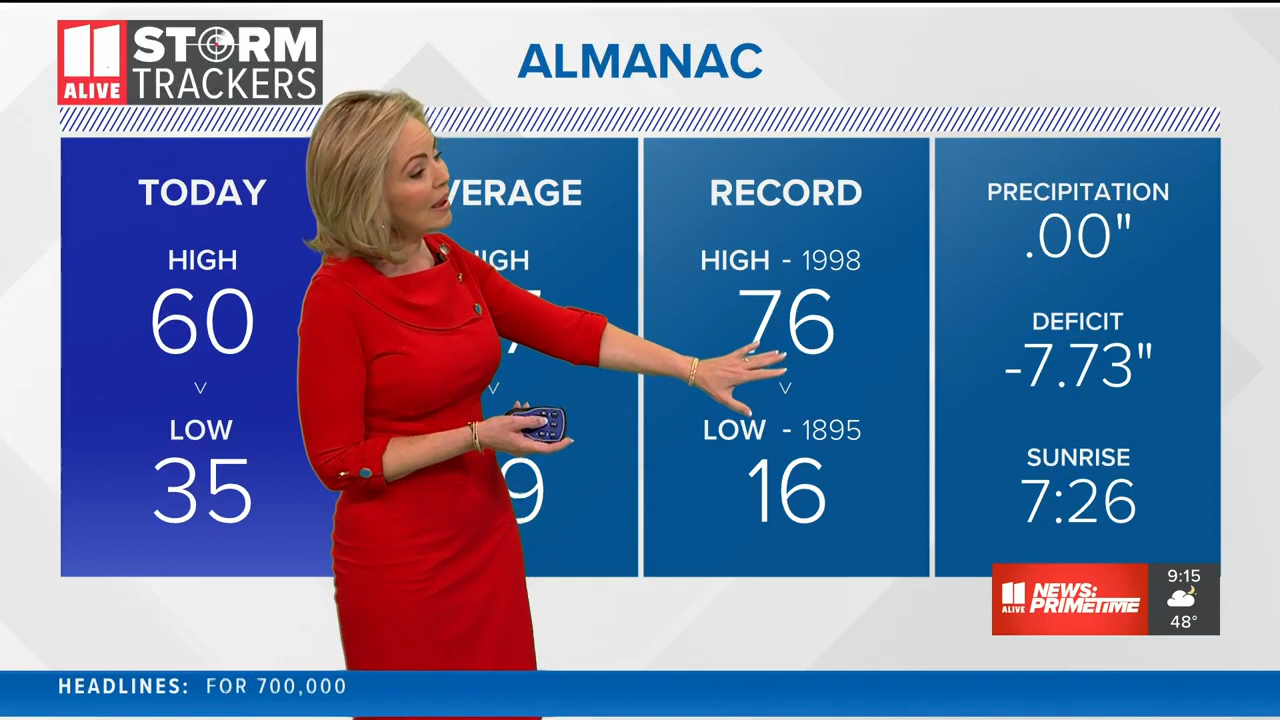 11 ALIVE STORM TRACKERS
ALMANAC
TODAY
HIGH
60
LOW
35
VERAGE
HIGH
9
RECORD
HIGH - 1998
76
LOW - 1895
16
PRECIPITATION
.00"
DEFICIT
-7.73"
SUNRISE
7:26
11 ALIVE NEWS: PRIMETIME
9:15
48°
HEADLINES: FOR 700,000